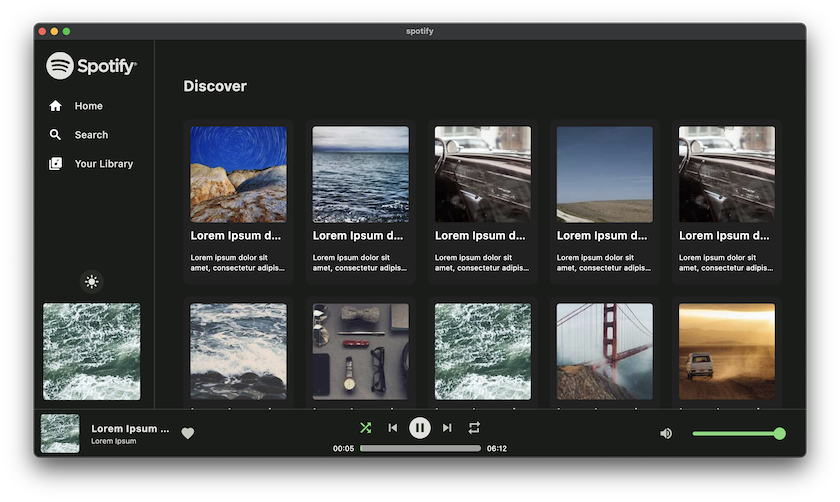 spotify
Spotify
Home
Search
Your Library
Discover
Lorem Ipsum d...
Lorem ipsum dolor sit
amet, consectetur adipis...
Lorem Ipsum d...
Lorem ipsum dolor sit
amet, consectetur adipis...
Lorem Ipsum d...
Lorem ipsum dolor sit
amet, consectetur adipis...
Lorem Ipsum d...
Lorem ipsum dolor sit
amet, consectetur adipis...
Lorem Ipsum d...
Lorem ipsum dolor sit
amet, consectetur adipis...
Lorem Ipsum ...
Lorem Ipsum
00:05
06:12